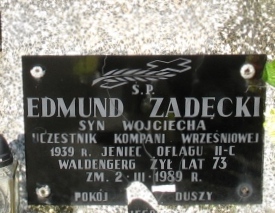 Ś.P.
EDMUND ZADĘCKI
SYN WOJCIECHA
UCZESTNIK KOMPANI WRZEŚNIOWEJ
1939 R. JENIEC OFLAGU II-C
WALDENGERG ŻYŁ LAT 73
ZM. 2-III-1989 R.
POKÓJ DUSZY